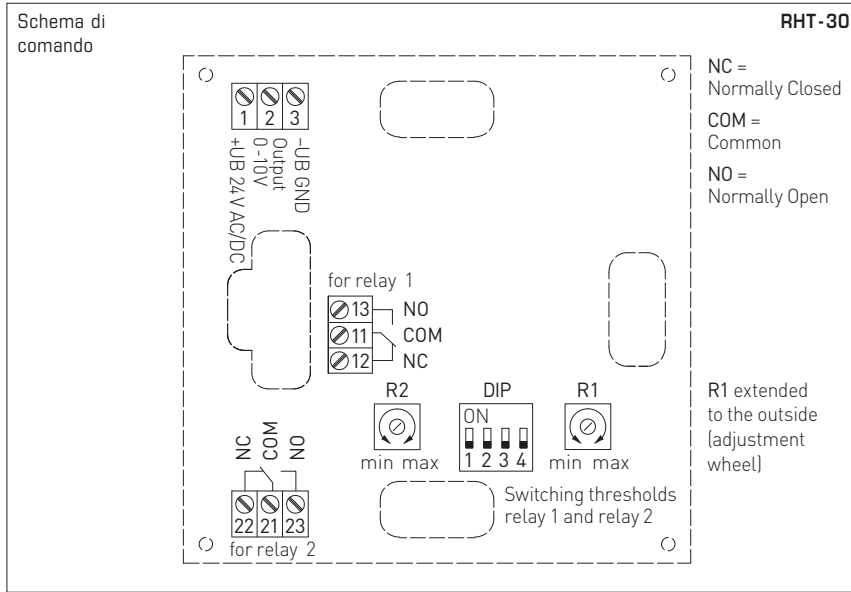 Schema di
comando
RHT-30
NC =
Normally Closed
COM =
Common
NO =
Normally Open
1 2 3
+UB 24V AC/DC
Output
0-10V
-UB GND
for relay 1
13 NO
11 COM
12 NC
R2
min max
DIP
ON
1 2 3 4
R1
min max
R1 extended
to the outside
(adjustment
wheel)
Switching thresholds
relay 1 and relay 2
NC COM NO
22 21 23
for relay 2